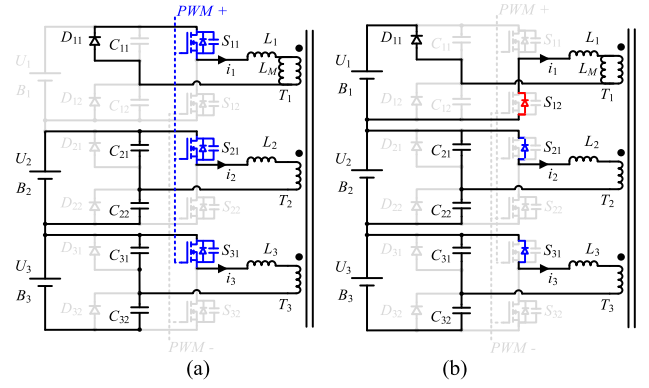 PWM +
D11 C11 S11 L1
U1 i1 LM
B1 D12 C12 S12 T1
D21 C21 S21 L2
U2 i2
B2 D22 C22 S22 T2
D31 C31 S31 L3
U3 i3
B3 D32 C32 S32 T3
PWM -
(a)
PWM +
D11 C11 S11 L1
U1 i1 LM
B1 D12 C12 S12 T1
D21 C21 S21 L2
U2 i2
B2 D22 C22 S22 T2
D31 C31 S31 L3
U3 i3
B3 D32 C32 S32 T3
PWM -
(b)